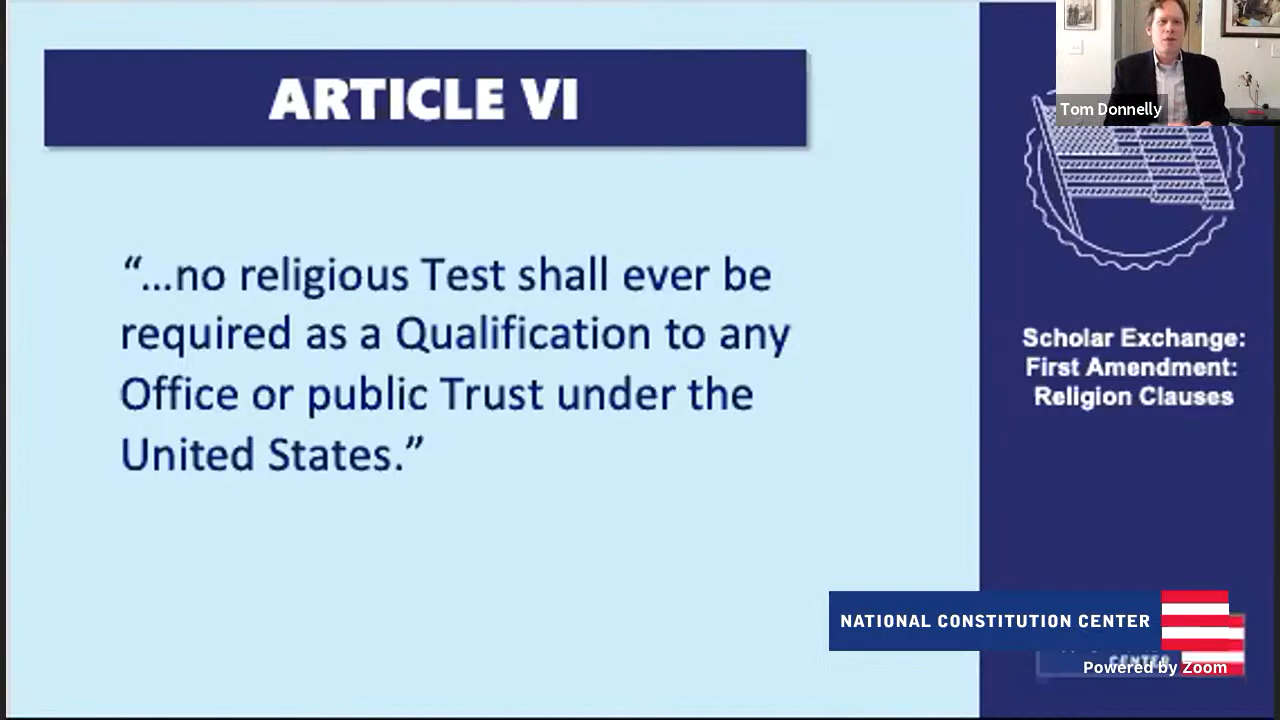 ARTICLE VI
“...no religious Test shall ever be
required as a Qualification to any
Office or public Trust under the
United States.”
Tom Donnelly
Scholar Exchange:
First Amendment:
Religion Clauses
NATIONAL CONSTITUTION CENTER
CENTER
Powered by Zoom